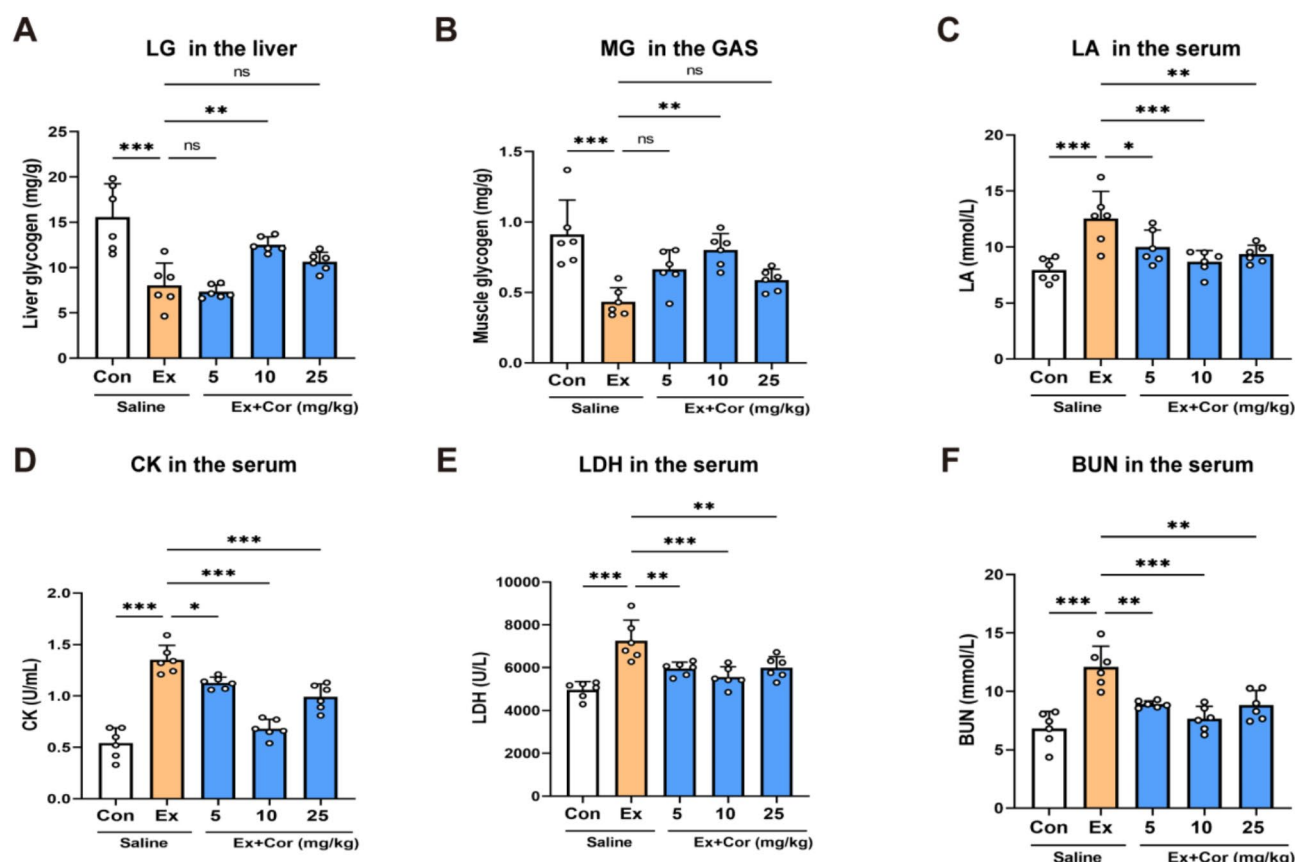 A
LG in the liver
ns
**
*** ns
25
20
15
10
5
0
Liver glycogen (mg/g)
Con Ex 5 10 25
Saline Ex+Cor (mg/kg)
B
MG in the GAS
ns
**
*** ns
1.5
1.0
0.5
0.0
Muscle glycogen (mg/g)
Con Ex 5 10 25
Saline Ex+Cor (mg/kg)
C
LA in the serum
**
***
*** *
20
15
10
5
0
LA (mmol/L)
Con Ex 5 10 25
Saline Ex+Cor (mg/kg)
D
CK in the serum
***
***
*** *
2.0
1.5
1.0
0.5
0.0
CK (U/mL)
Con Ex 5 10 25
Saline Ex+Cor (mg/kg)
E
LDH in the serum
**
***
*** **
10000
8000
6000
4000
2000
0
LDH (U/L)
Con Ex 5 10 25
Saline Ex+Cor (mg/kg)
F
BUN in the serum
**
***
*** **
20
15
10
5
0
BUN (mmol/L)
Con Ex 5 10 25
Saline Ex+Cor (mg/kg)